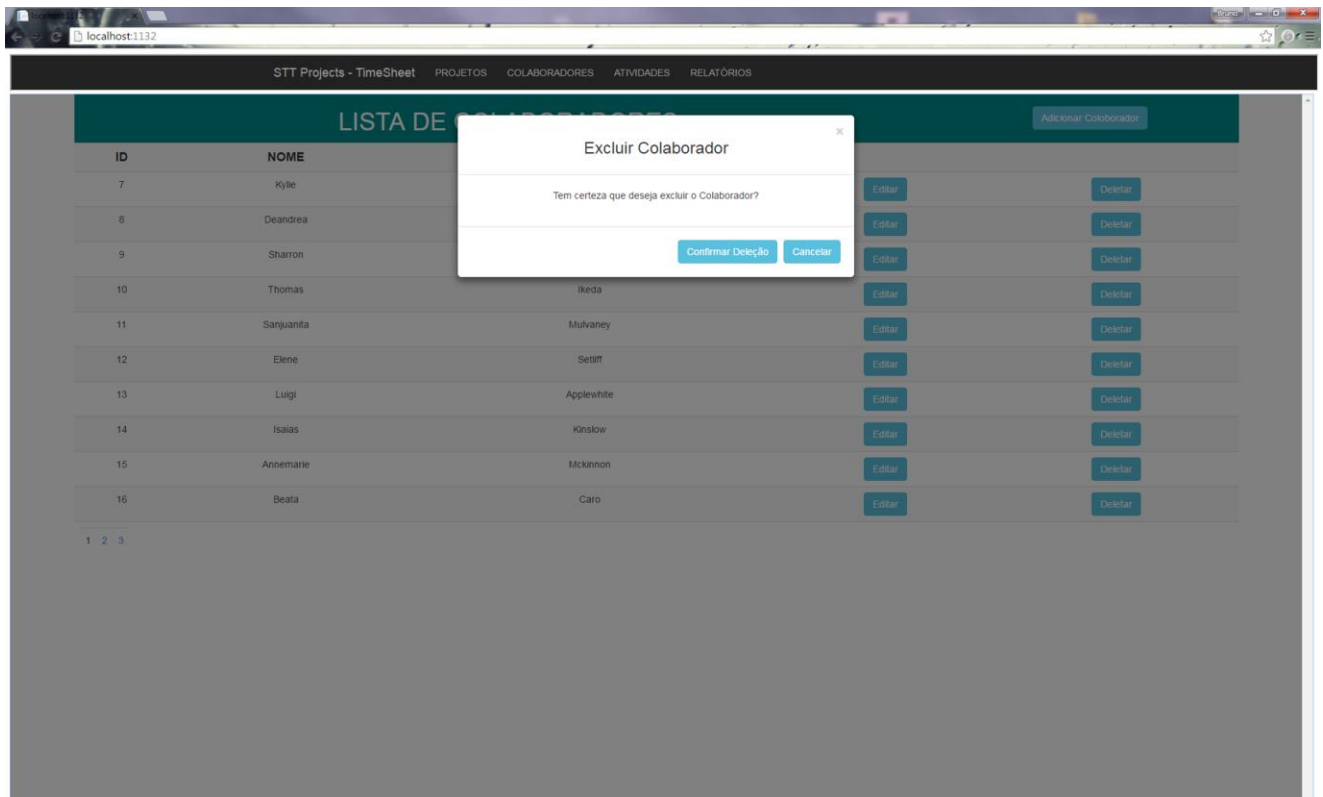 Bruno
localhost:1132
STT Projects - TimeSheet PROJETOS COLABORADORES ATIVIDADES RELATÓRIOS
LISTA DE COLABORADORES Adicionar Coloborador
×
Excluir Colaborador
Tem certeza que deseja excluir o Colaborador?
Confirmar Deleção Cancelar
ID NOME
7 Kylie Editar Deletar
8 Deandrea Editar Deletar
9 Sharron Editar Deletar
10 Thomas Ikeda Editar Deletar
11 Sanjuanita Mulvaney Editar Deletar
12 Elene Setliff Editar Deletar
13 Luigi Applewhite Editar Deletar
14 Isaias Kinslow Editar Deletar
15 Annemarie Mckinnon Editar Deletar
16 Beata Caro Editar Deletar
1 2 3